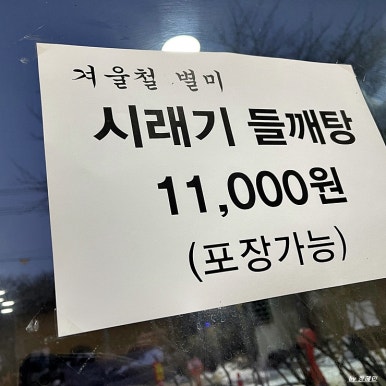 겨울철 별미
시래기 들깨탕
11,000원
(포장가능)